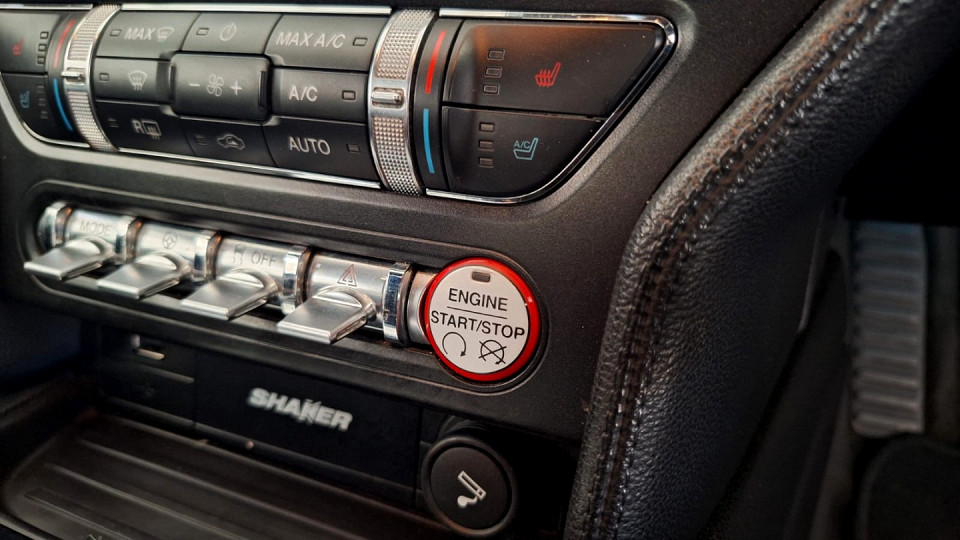 MAX
MAX A/C
- +
A/C
R
AUTO
A/C
MODE
OFF
ENGINE
START/STOP
SHAKER